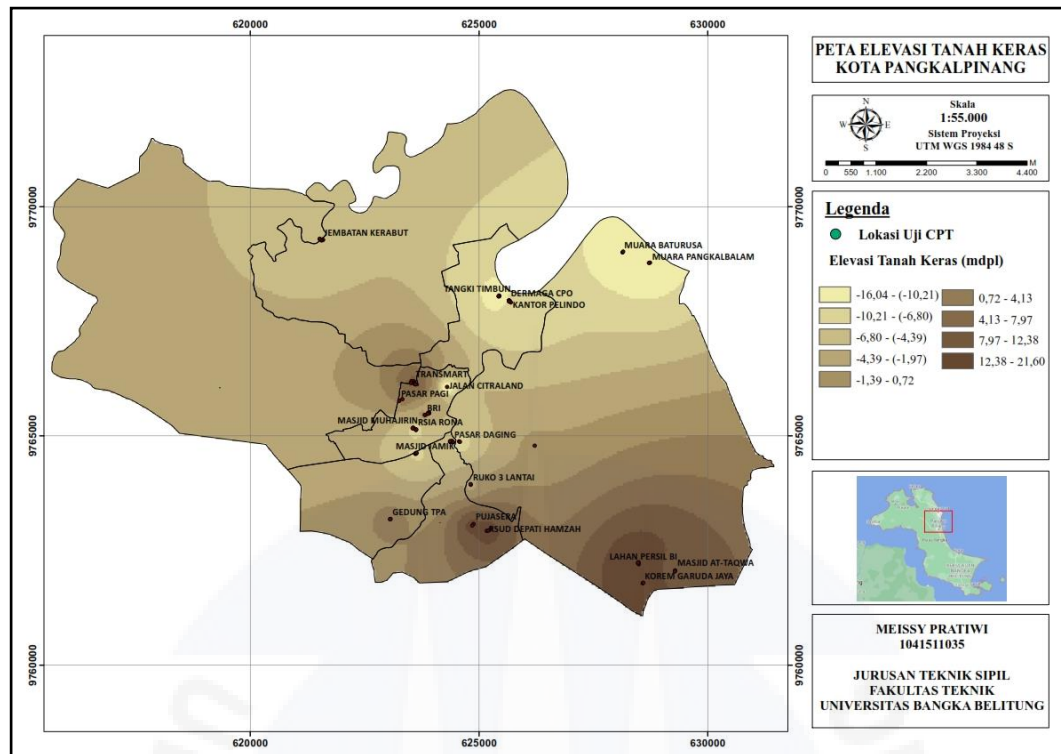 620000
625000
630000
9770000
9770000
9765000
9765000
9760000
9760000
620000
625000
630000
JEMBATAN KERABUT
MUARA BATURUSA
MUARA PANGKALBALAM
TANGKI TIMBUN
DERMAGA CPO
KANTOR PELINDO
TRANSMART
JALAN CITRALAND
PASAR PAGI
BRI
MASJID MUHAJIRIN
RSIA RONA
PASAR DAGING
MASJID JAMIK
RUKO 3 LANTAI
GEDUNG TPA
PUJASERA
RSUD DEPATI HAMZAH
LAHAN PERSIL BI
MASJID AT-TAQWA
KOREM GARUDA JAYA
PETA ELEVASI TANAH KERAS
KOTA PANGKALPINANG
N
W
E
S
Skala
1:55.000
Sistem Proyeksi
UTM WGS 1984 48 S
0 550 1.100 2.200 3.300 4.400
M
Legenda
Lokasi Uji CPT
Elevasi Tanah Keras (mdpl)
-16,04 - (-10,21)
-10,21 - (-6,80)
-6,80 - (-4,39)
-4,39 - (-1,97)
-1,39 - 0,72
0,72 - 4,13
4,13 - 7,97
7,97 - 12,38
12,38 - 21,60
MEISSY PRATIWI
1041511035
JURUSAN TEKNIK SIPIL
FAKULTAS TEKNIK
UNIVERSITAS BANGKA BELITUNG